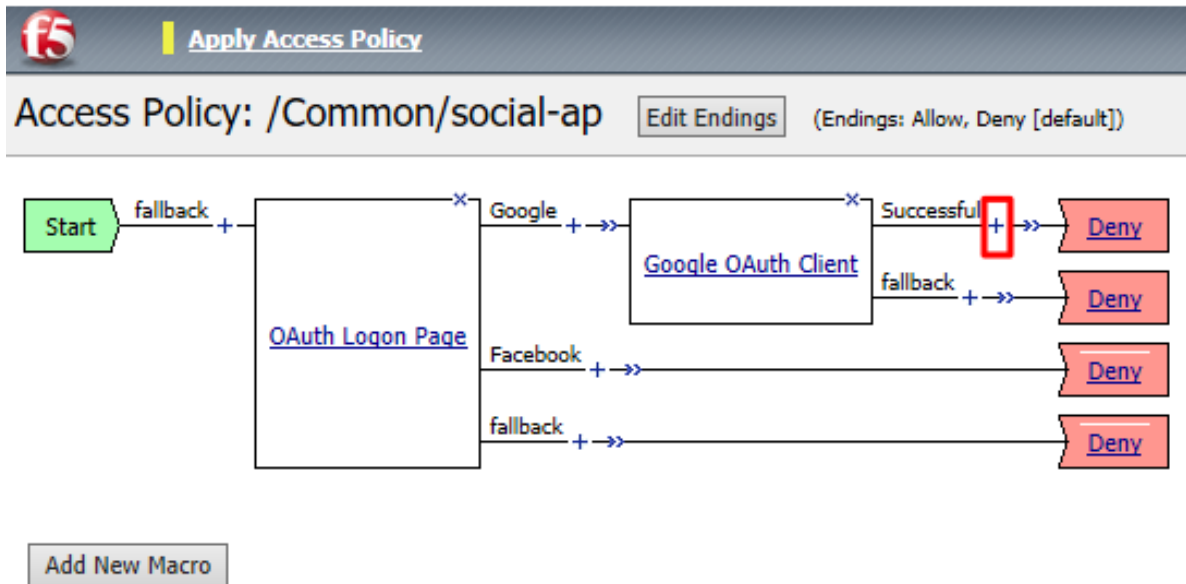 f5 Apply Access Policy
Access Policy: /Common/social-ap Edit Endings (Endings: Allow, Deny [default])
Start fallback + OAuth Logon Page Google + Google OAuth Client Successful + Deny
fallback + Deny
Facebook + Deny
fallback + Deny
Add New Macro